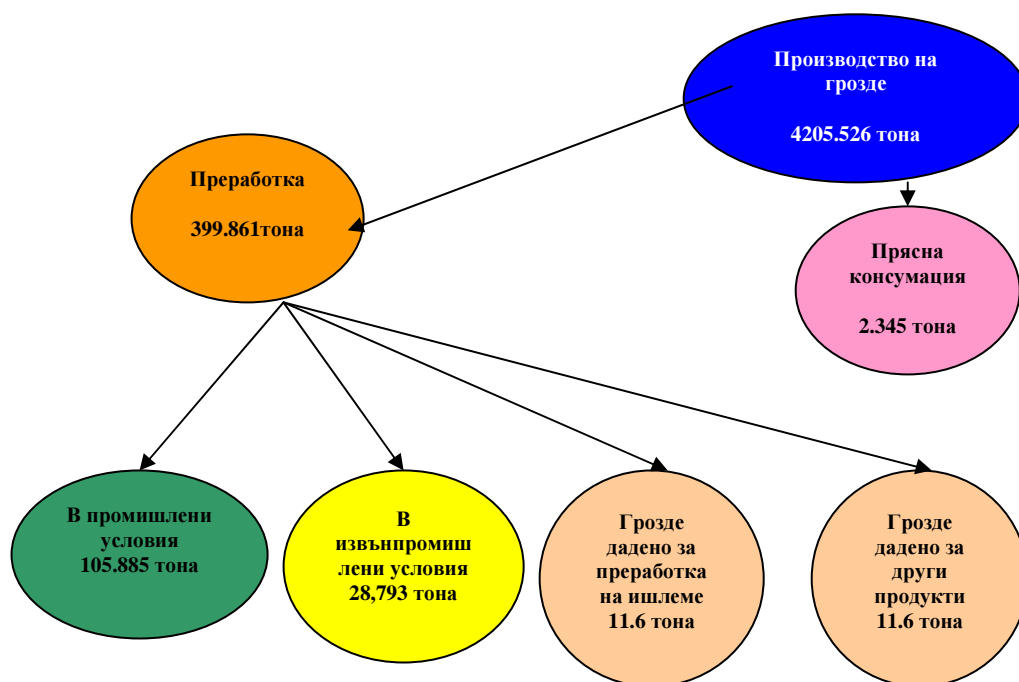 Производство на
грозде
4205.526 тона
Преработка
399.861тона
Прясна
консумация
2.345 тона
В промишлени
условия
105.885 тона
В
извънпромиш
лени условия
28,793 тона
Грозде
дадено за
преработка
на ишлеме
11.6 тона
Грозде
дадено за
други
продукти
11.6 тона